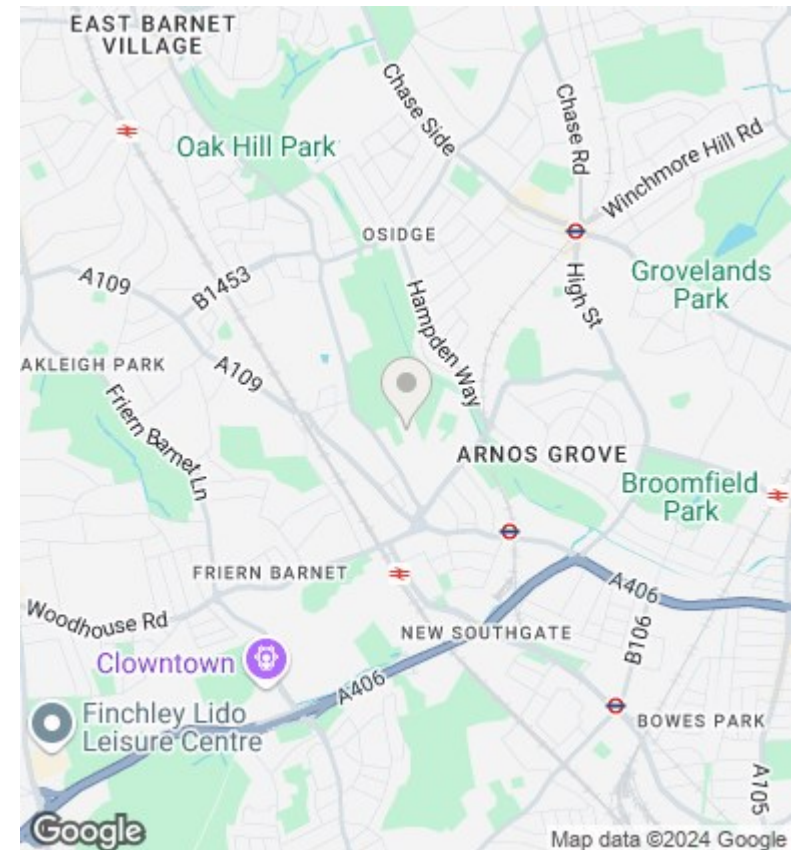 EAST BARNET
VILLAGE
Chase Side
Chase Rd
Winchmore Hill Rd
Oak Hill Park
OSIDGE
A109
B1453
Hampden Way
High St
Grovelands
Park
AKLEIGH PARK
A109
Friern Barnet Ln
ARNOS GROVE
Broomfield
Park
FRIERN BARNET
A406
Woodhouse Rd
NEW SOUTHGATE
B106
Clowntown
A406
Finchley Lido
Leisure Centre
BOWES PARK
A105
Google
Map data ©2024 Google